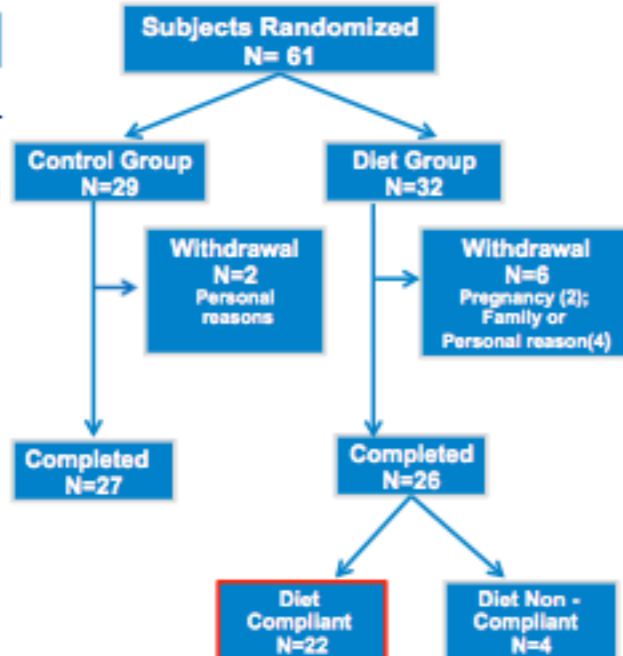 Subjects Randomized
N= 61
Control Group
N=29
Diet Group
N=32
Withdrawal
N=2
Personal
reasons
Withdrawal
N=6
Pregnancy (2);
Family or
Personal reason(4)
Completed
N=27
Completed
N=26
Diet
Compliant
N=22
Diet Non -
Compliant
N=4